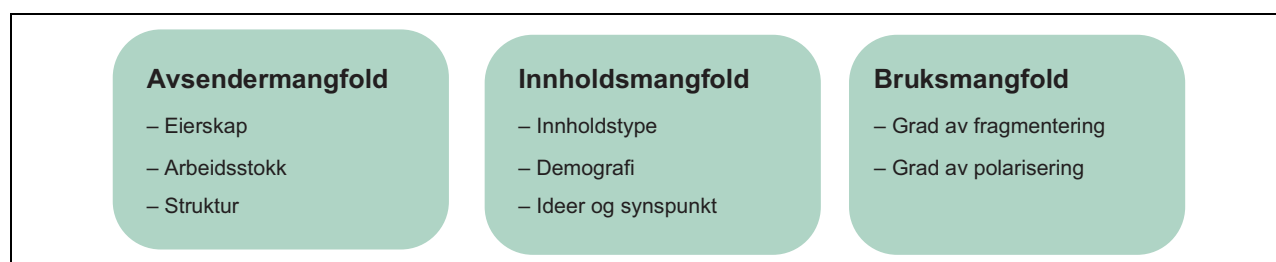 Avsendermangfold
– Eierskap
– Arbeidsstokk
– Struktur
Innholdsmangfold
– Innholdstype
– Demografi
– Ideer og synspunkt
Bruksmangfold
– Grad av fragmentering
– Grad av polarisering